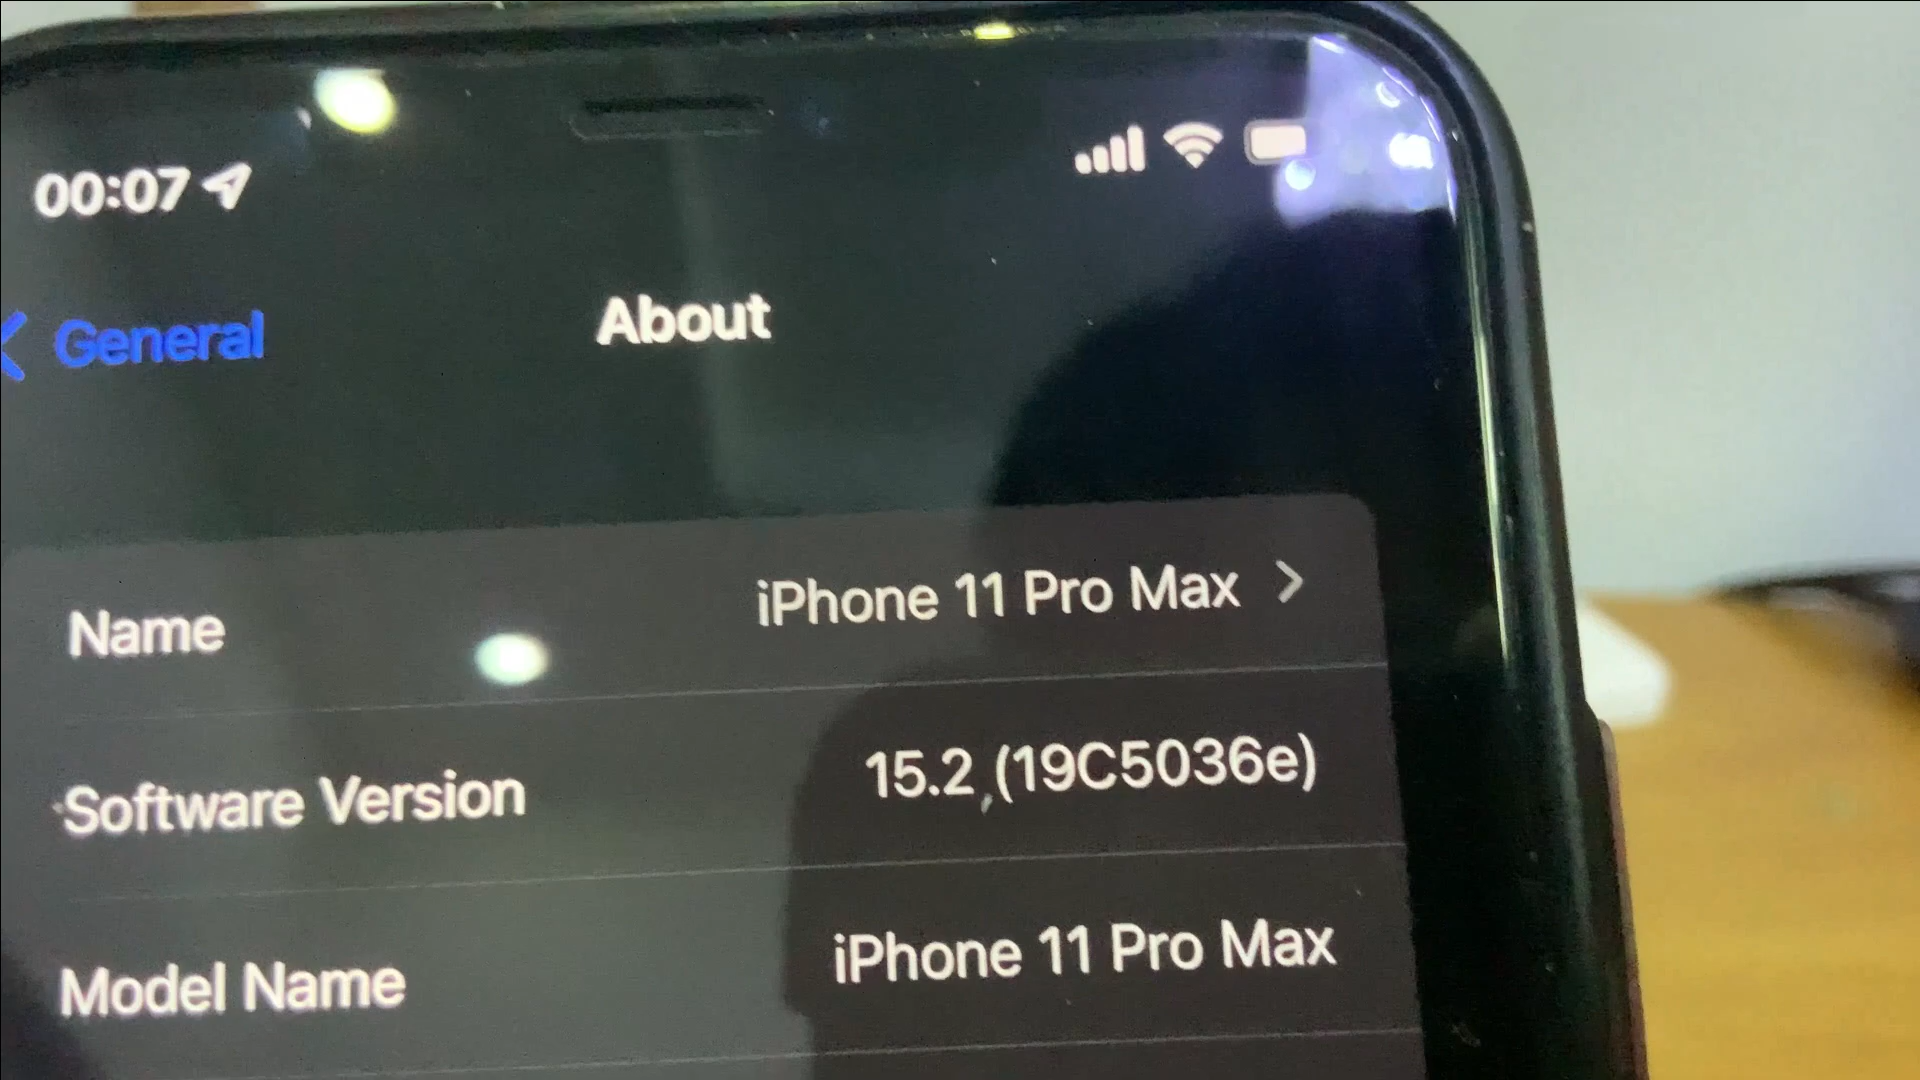 00:07
General
About
Name
iPhone 11 Pro Max
Software Version
15.2 (19C5036e)
Model Name
iPhone 11 Pro Max